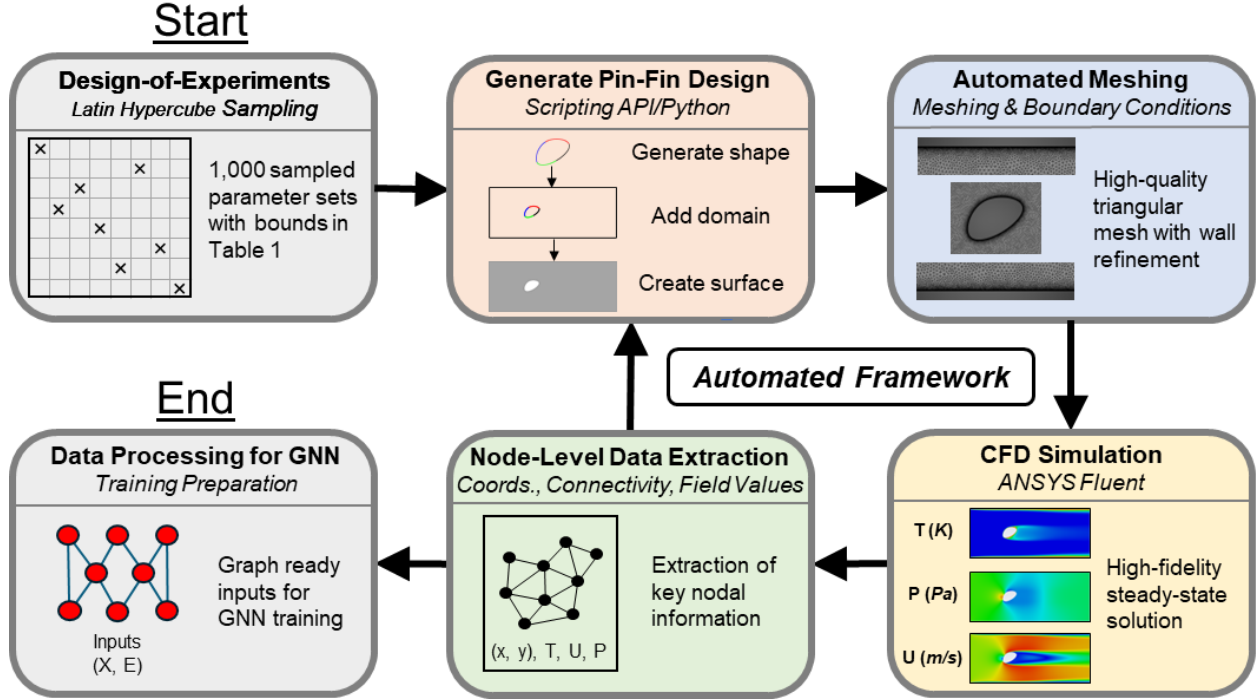 Start
Design-of-Experiments
Latin Hypercube Sampling
1,000 sampled
parameter sets
with bounds in
Table 1
Generate Pin-Fin Design
Scripting API/Python
Generate shape
Add domain
Create surface
Automated Meshing
Meshing & Boundary Conditions
High-quality
triangular
mesh with wall
refinement
Automated Framework
End
Data Processing for GNN
Training Preparation
Graph ready
inputs for
GNN training
Inputs
(X, E)
Node-Level Data Extraction
Coords., Connectivity, Field Values
Extraction of
key nodal
information
(x, y), T, U, P
CFD Simulation
ANSYS Fluent
T (K)
P (Pa)
U (m/s)
High-fidelity
steady-state
solution